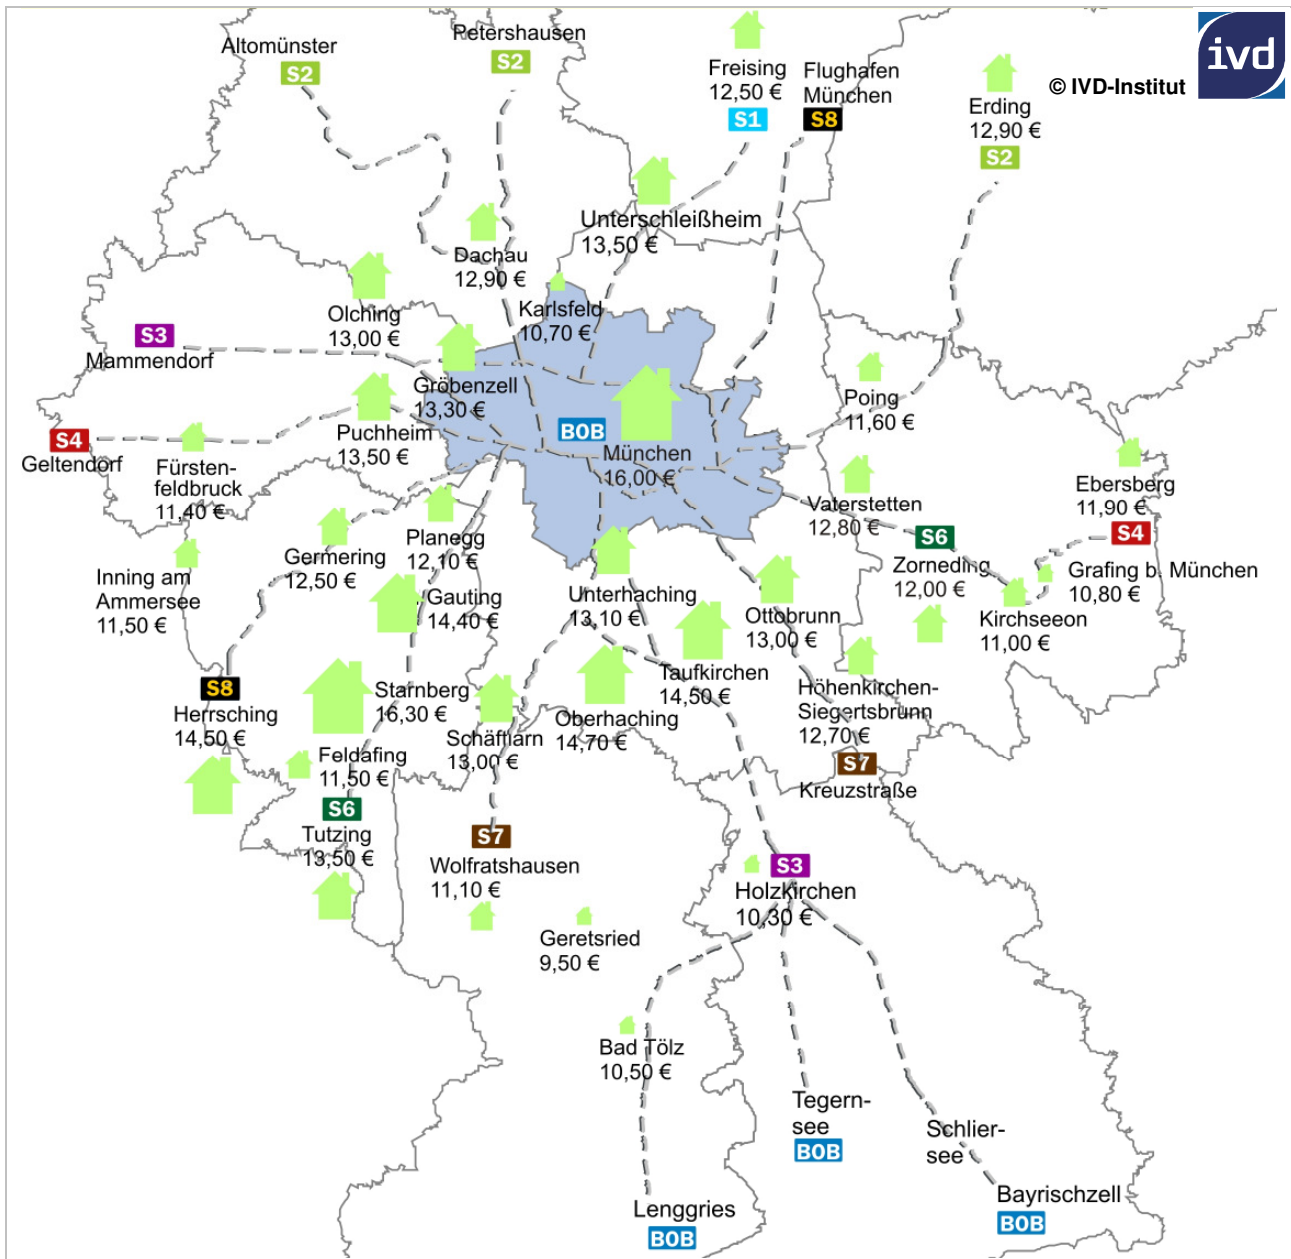 Altomünster
S2
Petershausen
S2
Freising
12,50 €
S1
Flughafen
München
S8
© IVD-Institut
ivd
Erding
12,90 €
S2
Unterschleißheim
13,50 €
Dachau
12,90 €
Olching
13,00 €
Karlsfeld
10,70 €
S3
Mammendorf
Gröbenzell
13,30 €
Poing
11,60 €
S4
Geltendorf
Fürsten-
feldbruck
11,40 €
Puchheim
13,50 €
BOB
München
16,00 €
Vaterstetten
12,80 €
Ebersberg
11,90 €
S4
Germering
12,50 €
Planegg
12,10 €
S6
Zorneding
12,00 €
Grafing b. München
10,80 €
Inning am
Ammersee
11,50 €
Gauting
14,40 €
Unterhaching
13,10 €
Ottobrunn
13,00 €
Kirchseeon
11,00 €
S8
Herrsching
14,50 €
Starnberg
16,30 €
Taufkirchen
14,50 €
Höhenkirchen-
Siegertsbrunn
12,70 €
Schäftlarn
13,00 €
Oberhaching
14,70 €
Feldafing
11,50 €
S7
Kreuzstraße
S6
Tutzing
13,50 €
S7
Wolfratshausen
11,10 €
S3
Holzkirchen
10,30 €
Geretsried
9,50 €
Bad Tölz
10,50 €
Tegern-
see
BOB
Schlier-
see
Lenggries
BOB
Bayrischzell
BOB